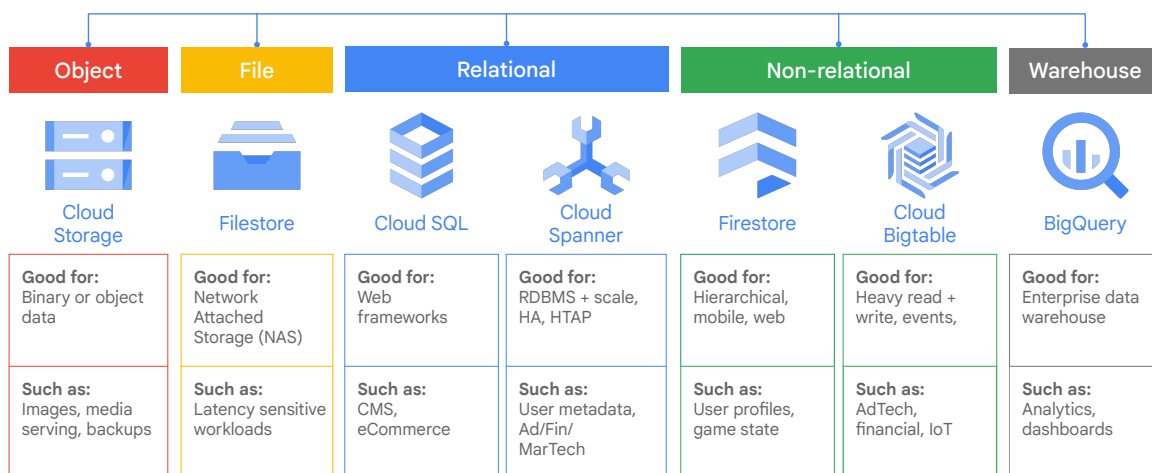 Object
File
Relational
Non-relational
Warehouse
Cloud
Storage
Filestore
Cloud SQL
Cloud
Spanner
Firestore
Cloud
Bigtable
BigQuery
Good for:
Binary or object
data
Good for:
Network
Attached
Storage (NAS)
Good for:
Web
frameworks
Good for:
RDBMS + scale,
HA, HTAP
Good for:
Hierarchical,
mobile, web
Good for:
Heavy read +
write, events,
Good for:
Enterprise data
warehouse
Such as:
Images, media
serving, backups
Such as:
Latency sensitive
workloads
Such as:
CMS,
eCommerce
Such as:
User metadata,
Ad/Fin/
MarTech
Such as:
User profiles,
game state
Such as:
AdTech,
financial, IoT
Such as:
Analytics,
dashboards